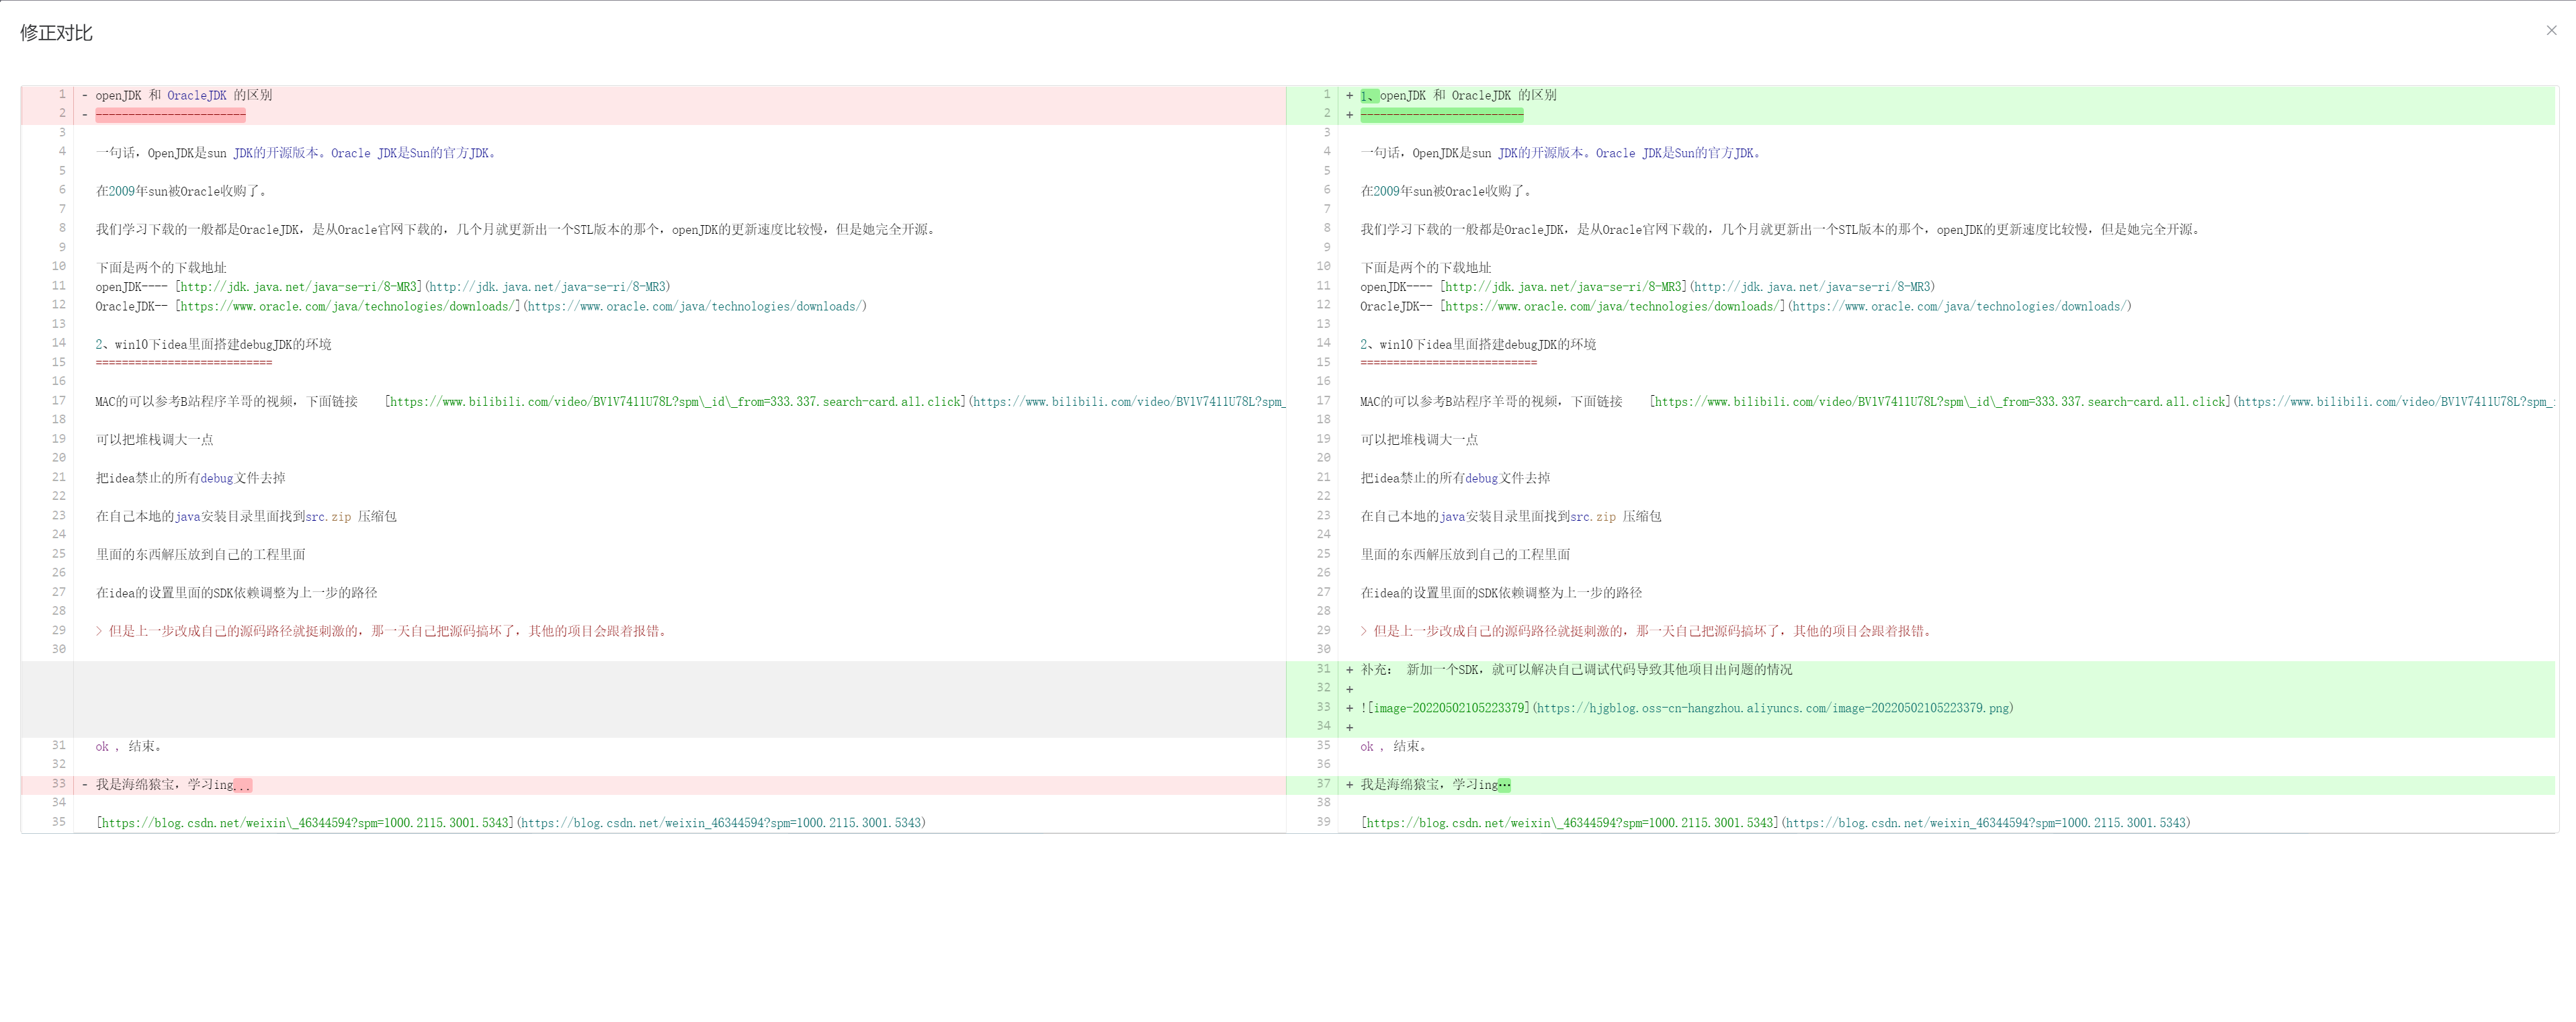 修正对比
1 - openJDK 和 OracleJDK 的区别
2 - -----------------------
3
4 一句话，OpenJDK是sun JDK的开源版本。Oracle JDK是Sun的官方JDK。
5
6 在2009年sun被Oracle收购了。
7
8 我们学习下载的一般都是OracleJDK，是从Oracle官网下载的，几个月就更新出一个STL版本的那个，openJDK的更新速度比较慢，但是她完全开源。
9
10 下面是两个的下载地址
11 openJDK---- [http://jdk.java.net/java-se-ri/8-MR3](http://jdk.java.net/java-se-ri/8-MR3)
12 OracleJDK-- [https://www.oracle.com/java/technologies/downloads/](https://www.oracle.com/java/technologies/downloads/)
13
14 2、win10下idea里面搭建debugJDK的环境
15 ===========================
16
17 MAC的可以参考B站程序羊哥的视频，下面链接    [https://www.bilibili.com/video/BV1V7411U78L?spm\_id\_from=333.337.search-card.all.click](https://www.bilibili.com/video/BV1V7411U78L?spm_
18
19 可以把堆栈调大一点
20
21 把idea禁止的所有debug文件去掉
22
23 在自己本地的java安装目录里面找到src.zip 压缩包
24
25 里面的东西解压放到自己的工程里面
26
27 在idea的设置里面的SDK依赖调整为上一步的路径
28
29 > 但是上一步改成自己的源码路径就挺刺激的，那一天自己把源码搞坏了，其他的项目会跟着报错。
30
31 ok ，结束。
32
33 - 我是海绵猿宝，学习ing...
34
35 [https://blog.csdn.net/weixin\_46344594?spm=1000.2115.3001.5343](https://blog.csdn.net/weixin_46344594?spm=1000.2115.3001.5343)
1 + 1、openJDK 和 OracleJDK 的区别
2 + -------------------------
3
4 一句话，OpenJDK是sun JDK的开源版本。Oracle JDK是Sun的官方JDK。
5
6 在2009年sun被Oracle收购了。
7
8 我们学习下载的一般都是OracleJDK，是从Oracle官网下载的，几个月就更新出一个STL版本的那个，openJDK的更新速度比较慢，但是她完全开源。
9
10 下面是两个的下载地址
11 openJDK---- [http://jdk.java.net/java-se-ri/8-MR3](http://jdk.java.net/java-se-ri/8-MR3)
12 OracleJDK-- [https://www.oracle.com/java/technologies/downloads/](https://www.oracle.com/java/technologies/downloads/)
13
14 2、win10下idea里面搭建debugJDK的环境
15 ===========================
16
17 MAC的可以参考B站程序羊哥的视频，下面链接    [https://www.bilibili.com/video/BV1V7411U78L?spm\_id\_from=333.337.search-card.all.click](https://www.bilibili.com/video/BV1V7411U78L?spm_
18
19 可以把堆栈调大一点
20
21 把idea禁止的所有debug文件去掉
22
23 在自己本地的java安装目录里面找到src.zip 压缩包
24
25 里面的东西解压放到自己的工程里面
26
27 在idea的设置里面的SDK依赖调整为上一步的路径
28
29 > 但是上一步改成自己的源码路径就挺刺激的，那一天自己把源码搞坏了，其他的项目会跟着报错。
30
31 + 补充： 新加一个SDK，就可以解决自己调试代码导致其他项目出问题的情况
32 +
33 + ![image-20220502105223379](https://hjgblog.oss-cn-hangzhou.aliyuncs.com/image-20220502105223379.png)
34 +
35 ok ，结束。
36
37 + 我是海绵猿宝，学习ing…
38
39 [https://blog.csdn.net/weixin\_46344594?spm=1000.2115.3001.5343](https://blog.csdn.net/weixin_46344594?spm=1000.2115.3001.5343)